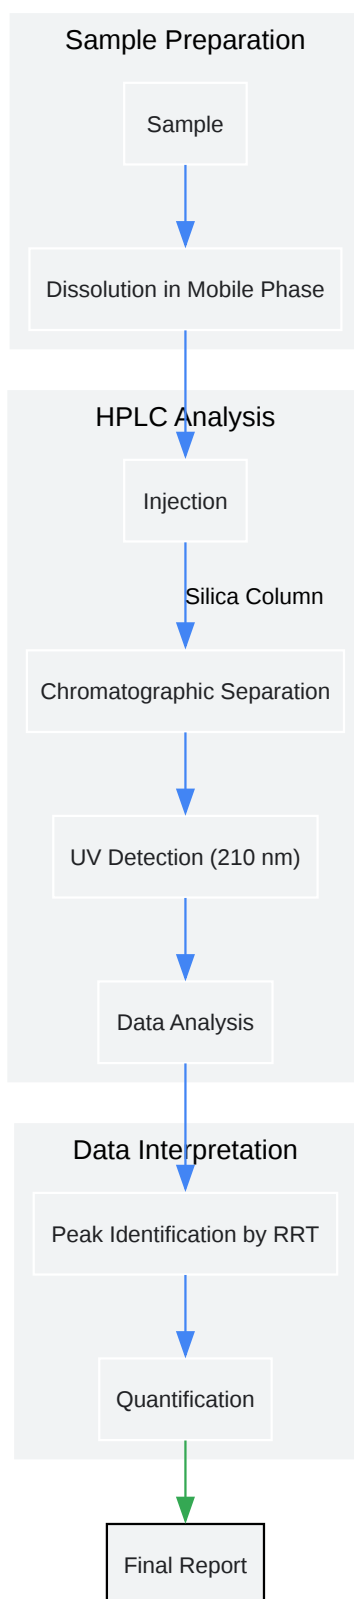 Sample Preparation
Sample
Dissolution in Mobile Phase
HPLC Analysis
Injection
Silica Column
Chromatographic Separation
UV Detection (210 nm)
Data Analysis
Data Interpretation
Peak Identification by RRT
Quantification
Final Report